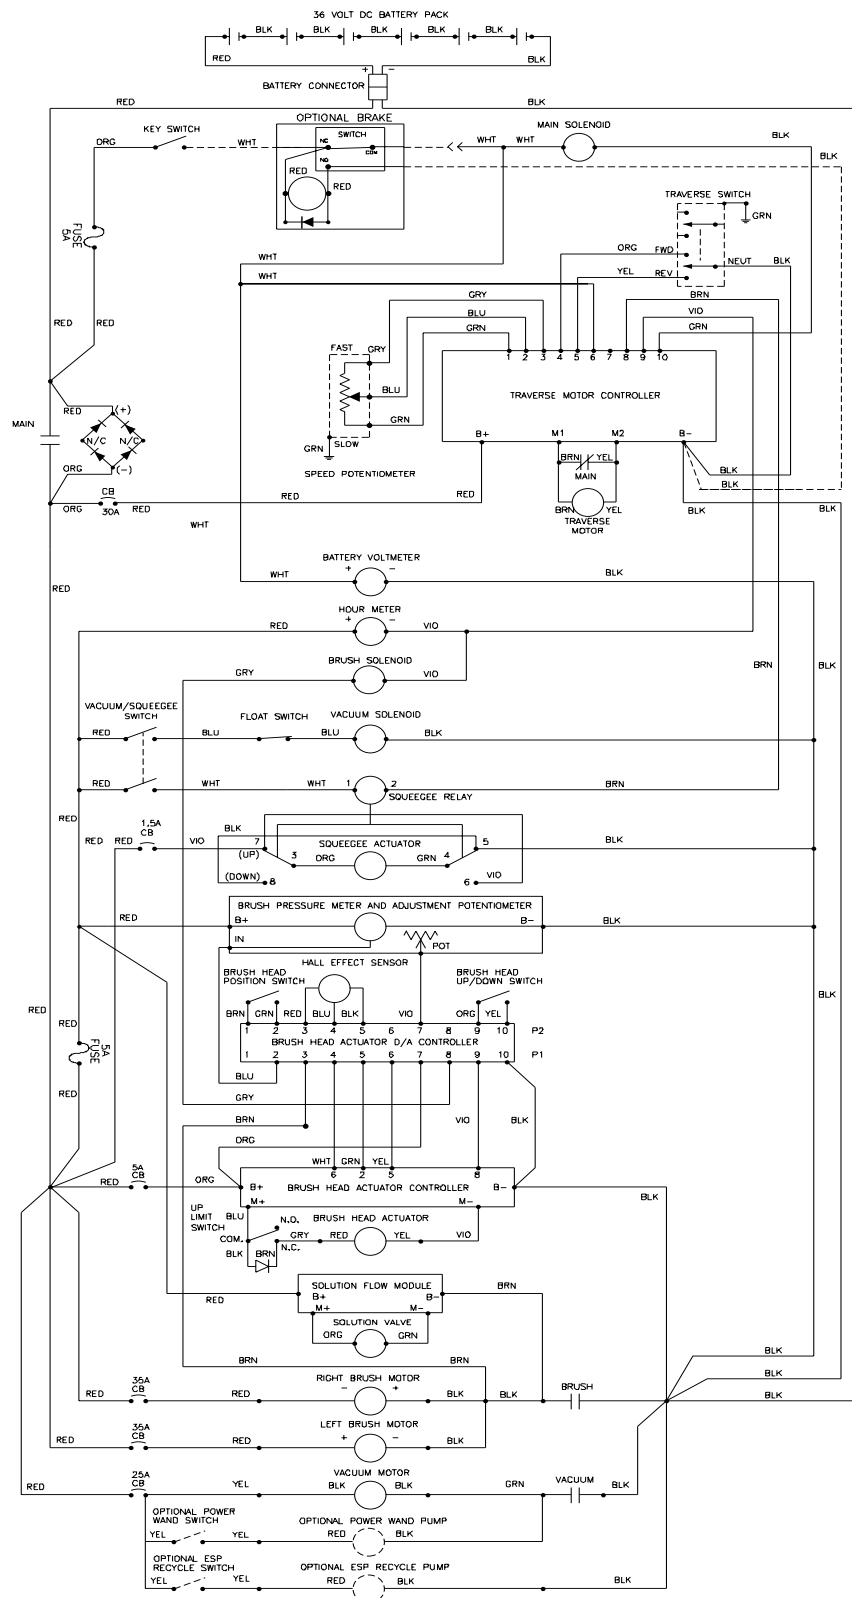 36 VOLT DC BATTERY PACK
BLK BLK BLK BLK
RED BLK
+ −
BATTERY CONNECTOR
RED BLK
OPTIONAL BRAKE
KEY SWITCH
SWITCH
MAIN SOLENOID
ORG WHT NC COM WHT WHT BLK
NO
BLK
RED RED
TRAVERSE SWITCH
GRN
FUSE
5A
ORG FWD
WHT
NEUT BLK
WHT
YEL REV
GRY BRN
BLU VIO
RED RED GRN GRN
FAST GRY
1 2 3 4 5 6 7 8 9 10
BLU
TRAVERSE MOTOR CONTROLLER
RED (+)
GRN
MAIN N/C N/C
B+ M1 M2 B−
GRN SLOW
ORG (−)
BRN YEL
SPEED POTENTIOMETER
MAIN
BLK
BLK
CB
30A
ORG RED RED RED
BRN YEL
TRAVERSE
MOTOR
BLK BLK
WHT
BATTERY VOLTMETER
+ −
WHT BLK
RED
HOUR METER
+ −
RED VIO
BRUSH SOLENOID
GRY VIO
BRN BLK
VACUUM/SQUEEGEE
SWITCH
FLOAT SWITCH
VACUUM SOLENOID
RED BLU BLU BLK
RED WHT WHT 1 2 BRN
SQUEEGEE RELAY
RED
1.5A
CB
BLK
RED RED VIO 7 SQUEEGEE ACTUATOR 5 BLK
(UP) 3 ORG GRN 4
(DOWN) 8 6 VIO
BRUSH PRESSURE METER AND ADJUSTMENT POTENTIOMETER
RED B+ B− BLK
IN POT
HALL EFFECT SENSOR
BRUSH HEAD
POSITION SWITCH
BRUSH HEAD
UP/DOWN SWITCH
BLK
RED
BRN GRN RED BLU BLK VIO ORG YEL
RED
1 2 3 4 5 6 7 8 9 10 P2
BRUSH HEAD ACTUATOR D/A CONTROLLER
1 2 3 4 5 6 7 8 9 10 P1
5A
FUSE
BLU
RED
GRY
BRN VIO BLK
ORG
WHT GRN YEL
5A
CB
6 2 5 8
RED ORG B+ BRUSH HEAD ACTUATOR CONTROLLER B−
BLK
M+ M−
UP
LIMIT
SWITCH
BLU
N.O. BRUSH HEAD ACTUATOR
COM. GRY RED YEL VIO
BLK BRN N.C.
SOLUTION FLOW MODULE
BRN
RED B+ B−
M+ M−
SOLUTION VALVE
ORG GRN
BLK
BRN BRN
BLK
35A
CB
RIGHT BRUSH MOTOR
BRUSH
RED RED − + BLK BLK BLK
35A
CB
LEFT BRUSH MOTOR
RED RED + − BLK
25A
CB
VACUUM MOTOR
VACUUM
RED YEL BLK BLK GRN BLK
OPTIONAL POWER
WAND SWITCH
OPTIONAL POWER WAND PUMP
YEL YEL RED BLK
OPTIONAL ESP
RECYCLE SWITCH
OPTIONAL ESP RECYCLE PUMP
YEL YEL RED BLK BLK